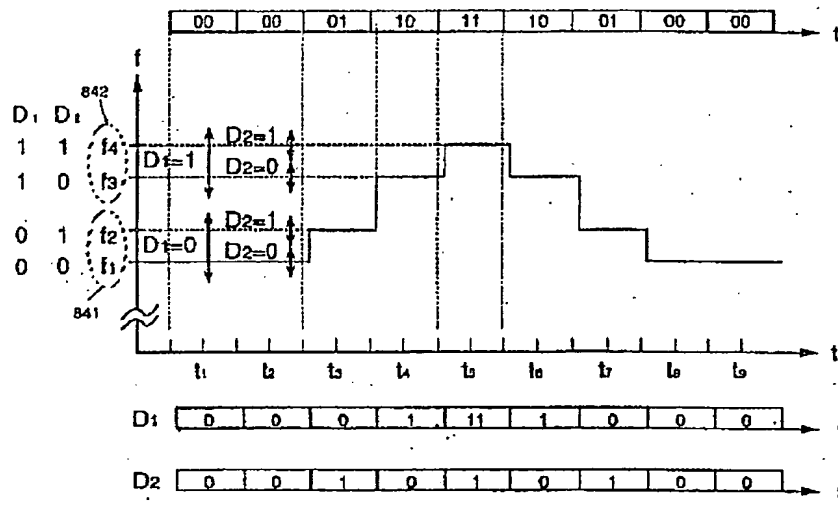 00 00 01 10 11 10 01 00 00 t
f
842
D1 D2
1 1 f4 D1=1 D2=1
1 0 f3 D2=0
0 1 f2 D1=0 D2=1
0 0 f1 D2=0
841
t
t1 t2 t3 t4 t5 t6 t7 t8 t9
D1 0 0 0 1 11 1 0 0 0
D2 0 0 1 0 1 0 1 0 0